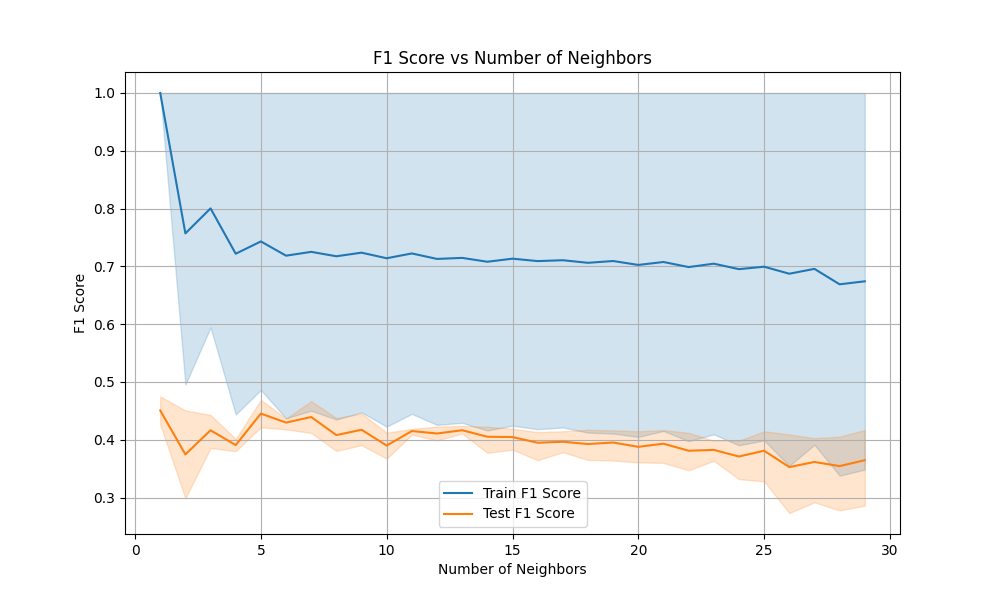 F1 Score vs Number of Neighbors
F1 Score
1.0
0.9
0.8
0.7
0.6
0.5
0.4
0.3
Train F1 Score
Test F1 Score
0 5 10 15 20 25 30
Number of Neighbors